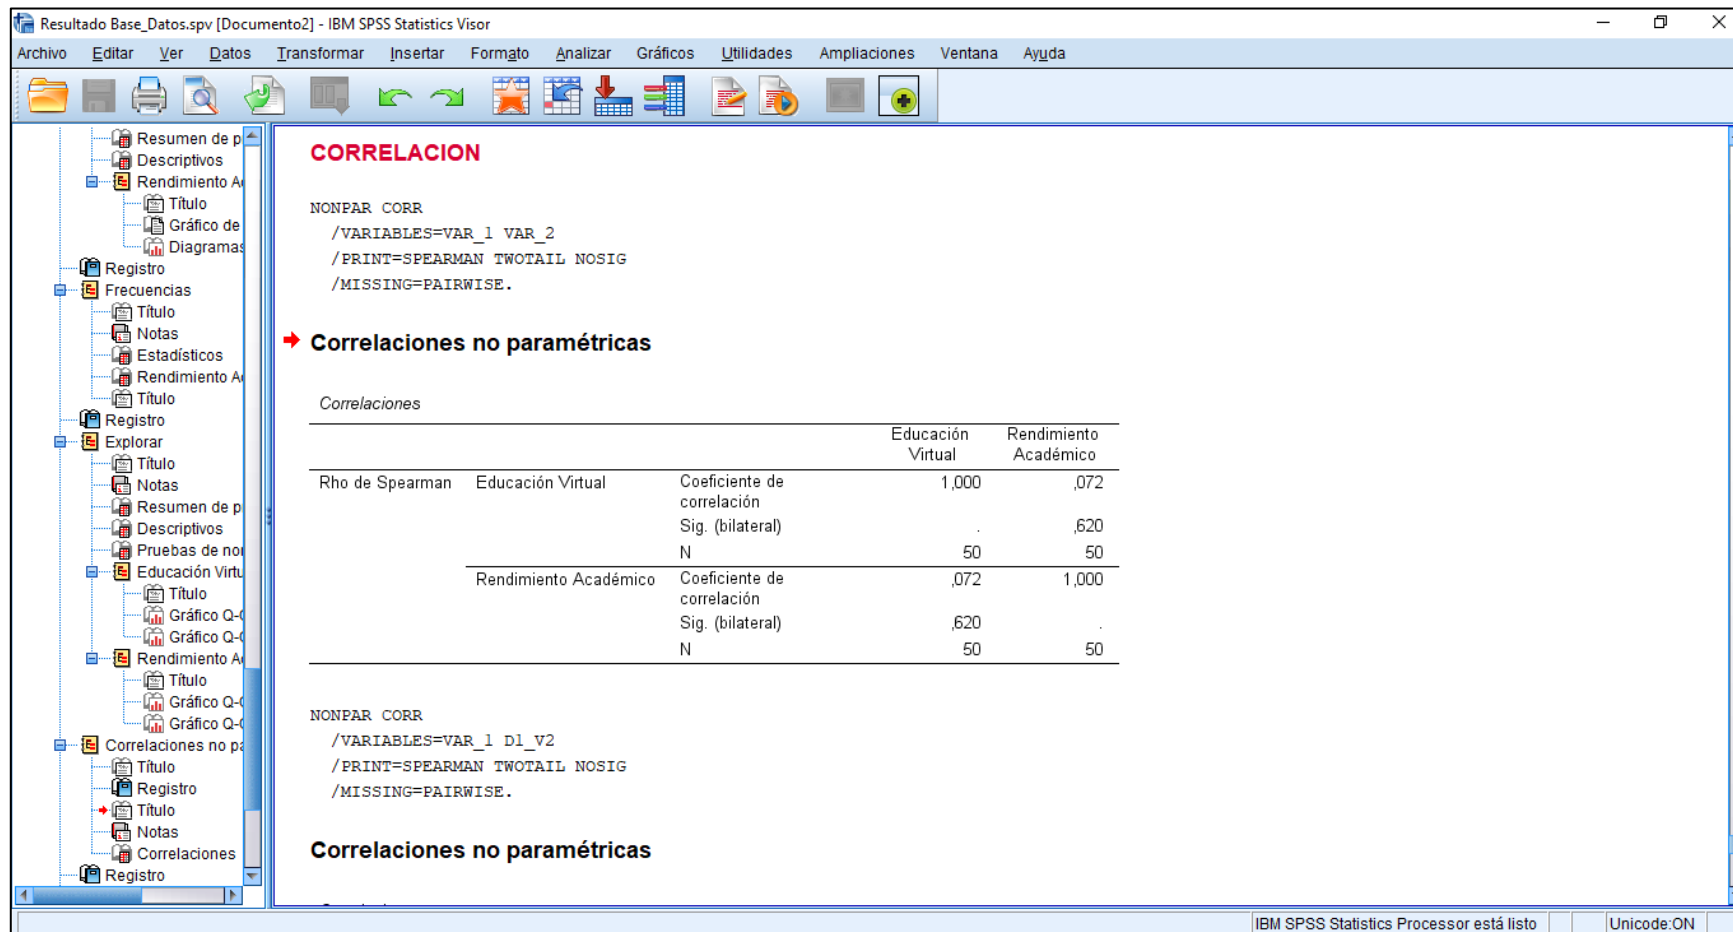 Resultado Base_Datos.spv [Documento2] - IBM SPSS Statistics Visor
Archivo Editar Ver Datos Transformar Insertar Formato Analizar Gráficos Utilidades Ampliaciones Ventana Ayuda
Resumen de p
Descriptivos
Rendimiento A
Título
Gráfico de
Diagramas
Registro
Frecuencias
Título
Notas
Estadísticos
Rendimiento A
Título
Registro
Explorar
Título
Notas
Resumen de p
Descriptivos
Pruebas de nor
Educación Virtu
Título
Gráfico Q-
Gráfico Q-
Rendimiento A
Título
Gráfico Q-
Gráfico Q-
Correlaciones no pa
Título
Registro
Título
Notas
Correlaciones
Registro
CORRELACION
NONPAR CORR
/VARIABLES=VAR_1 VAR_2
/PRINT=SPEARMAN TWOTAIL NOSIG
/MISSING=PAIRWISE.
Correlaciones no paramétricas
Correlaciones
Educación Virtual Rendimiento Académico
Rho de Spearman Educación Virtual Coeficiente de correlación 1,000 ,072
Sig. (bilateral) . ,620
N 50 50
Rendimiento Académico Coeficiente de correlación ,072 1,000
Sig. (bilateral) ,620 .
N 50 50
NONPAR CORR
/VARIABLES=VAR_1 D1_V2
/PRINT=SPEARMAN TWOTAIL NOSIG
/MISSING=PAIRWISE.
Correlaciones no paramétricas
IBM SPSS Statistics Processor está listo Unicode:ON